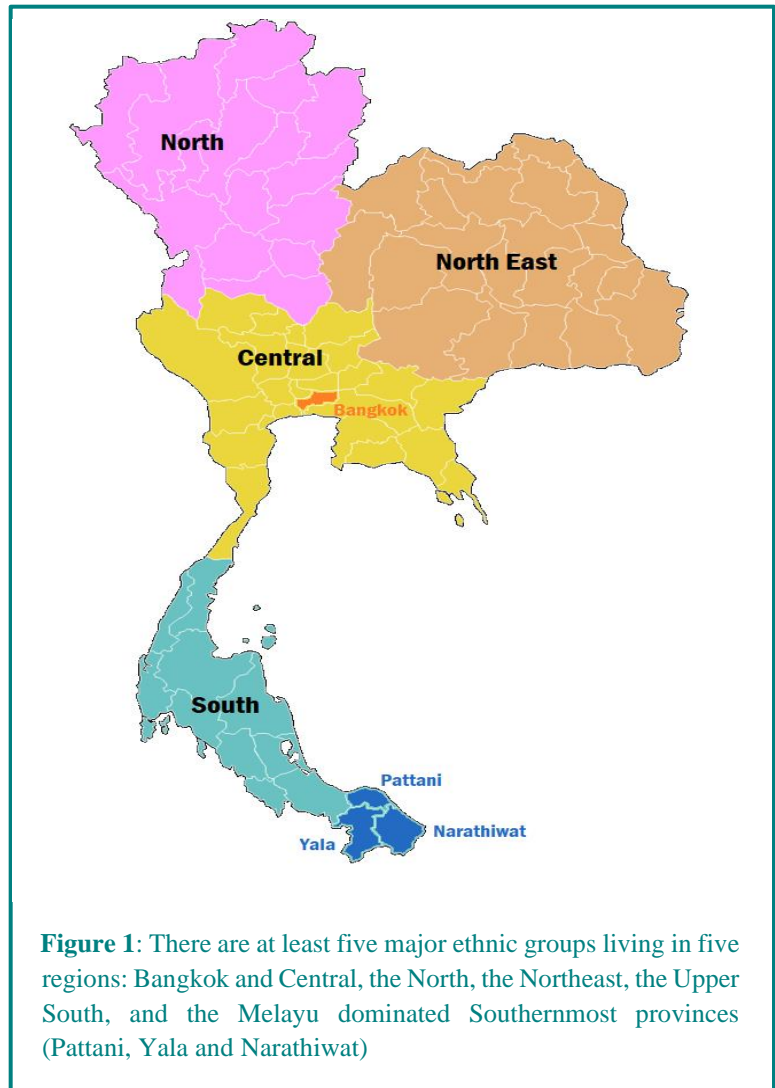 North
North East
Central
Bangkok
South
Pattani
Narathiwat
Yala
Figure 1: There are at least five major ethnic groups living in five
regions: Bangkok and Central, the North, the Northeast, the Upper
South, and the Melayu dominated Southernmost provinces
(Pattani, Yala and Narathiwat)